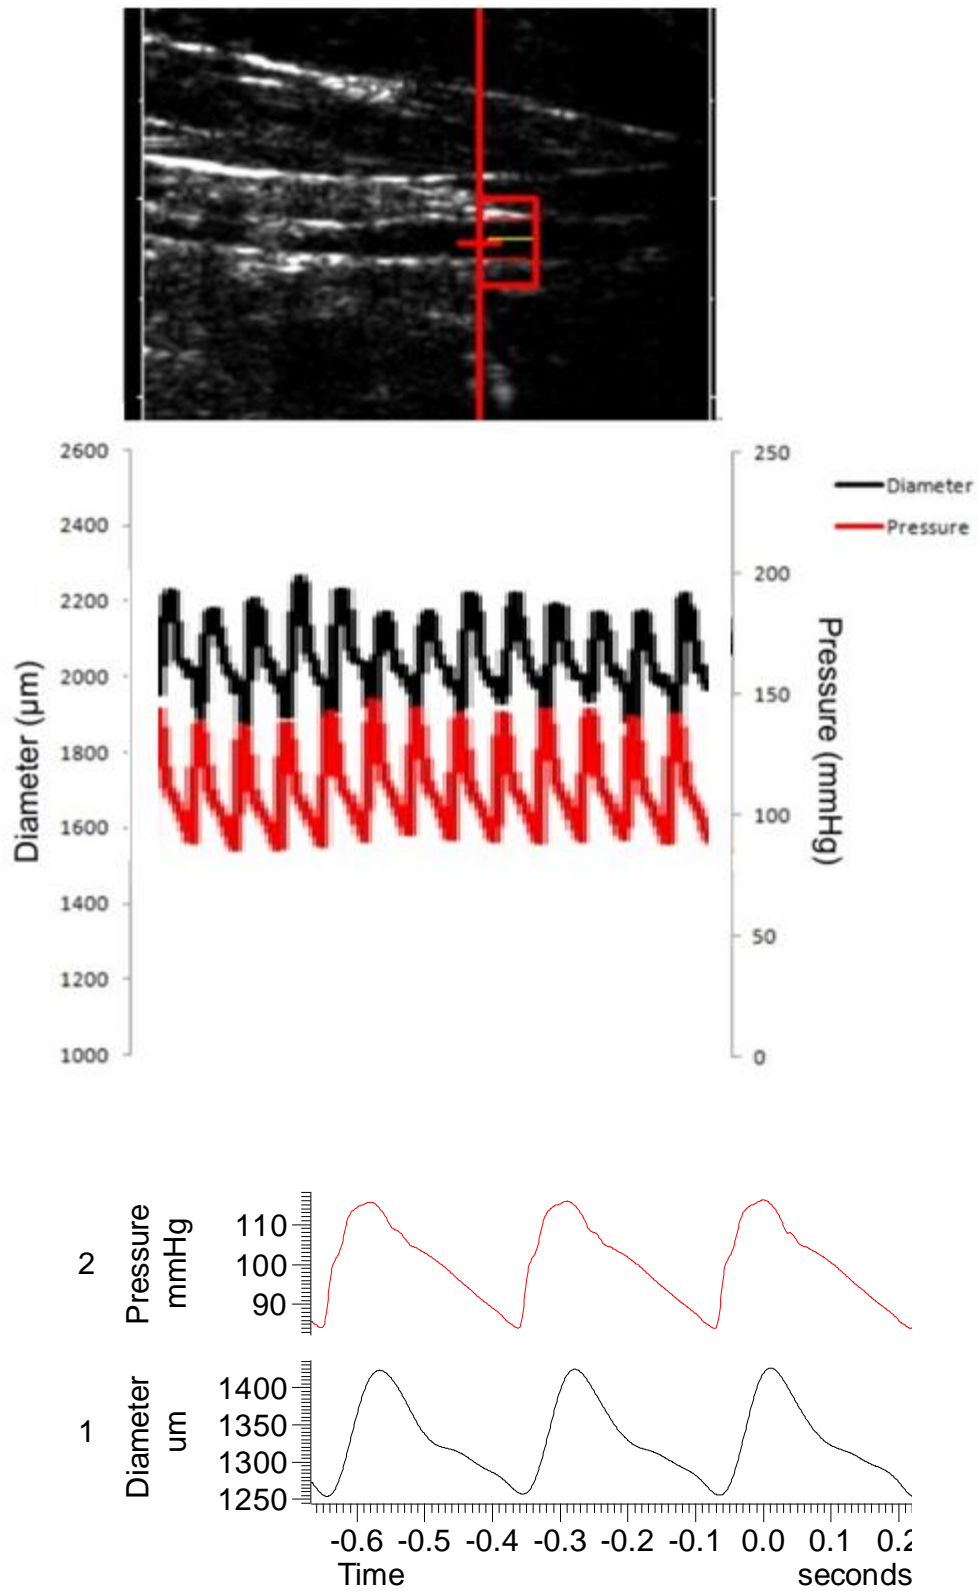 2600
2400
2200
2000
1800
1600
1400
1200
1000
Diameter (µm)
250
200
150
100
50
0
Pressure (mmHg)
Diameter
Pressure
2
Pressure
mmHg
110
100
90
1
Diameter
um
1400
1350
1300
1250
-0.6 -0.5 -0.4 -0.3 -0.2 -0.1 0.0 0.1 0.2
Time seconds